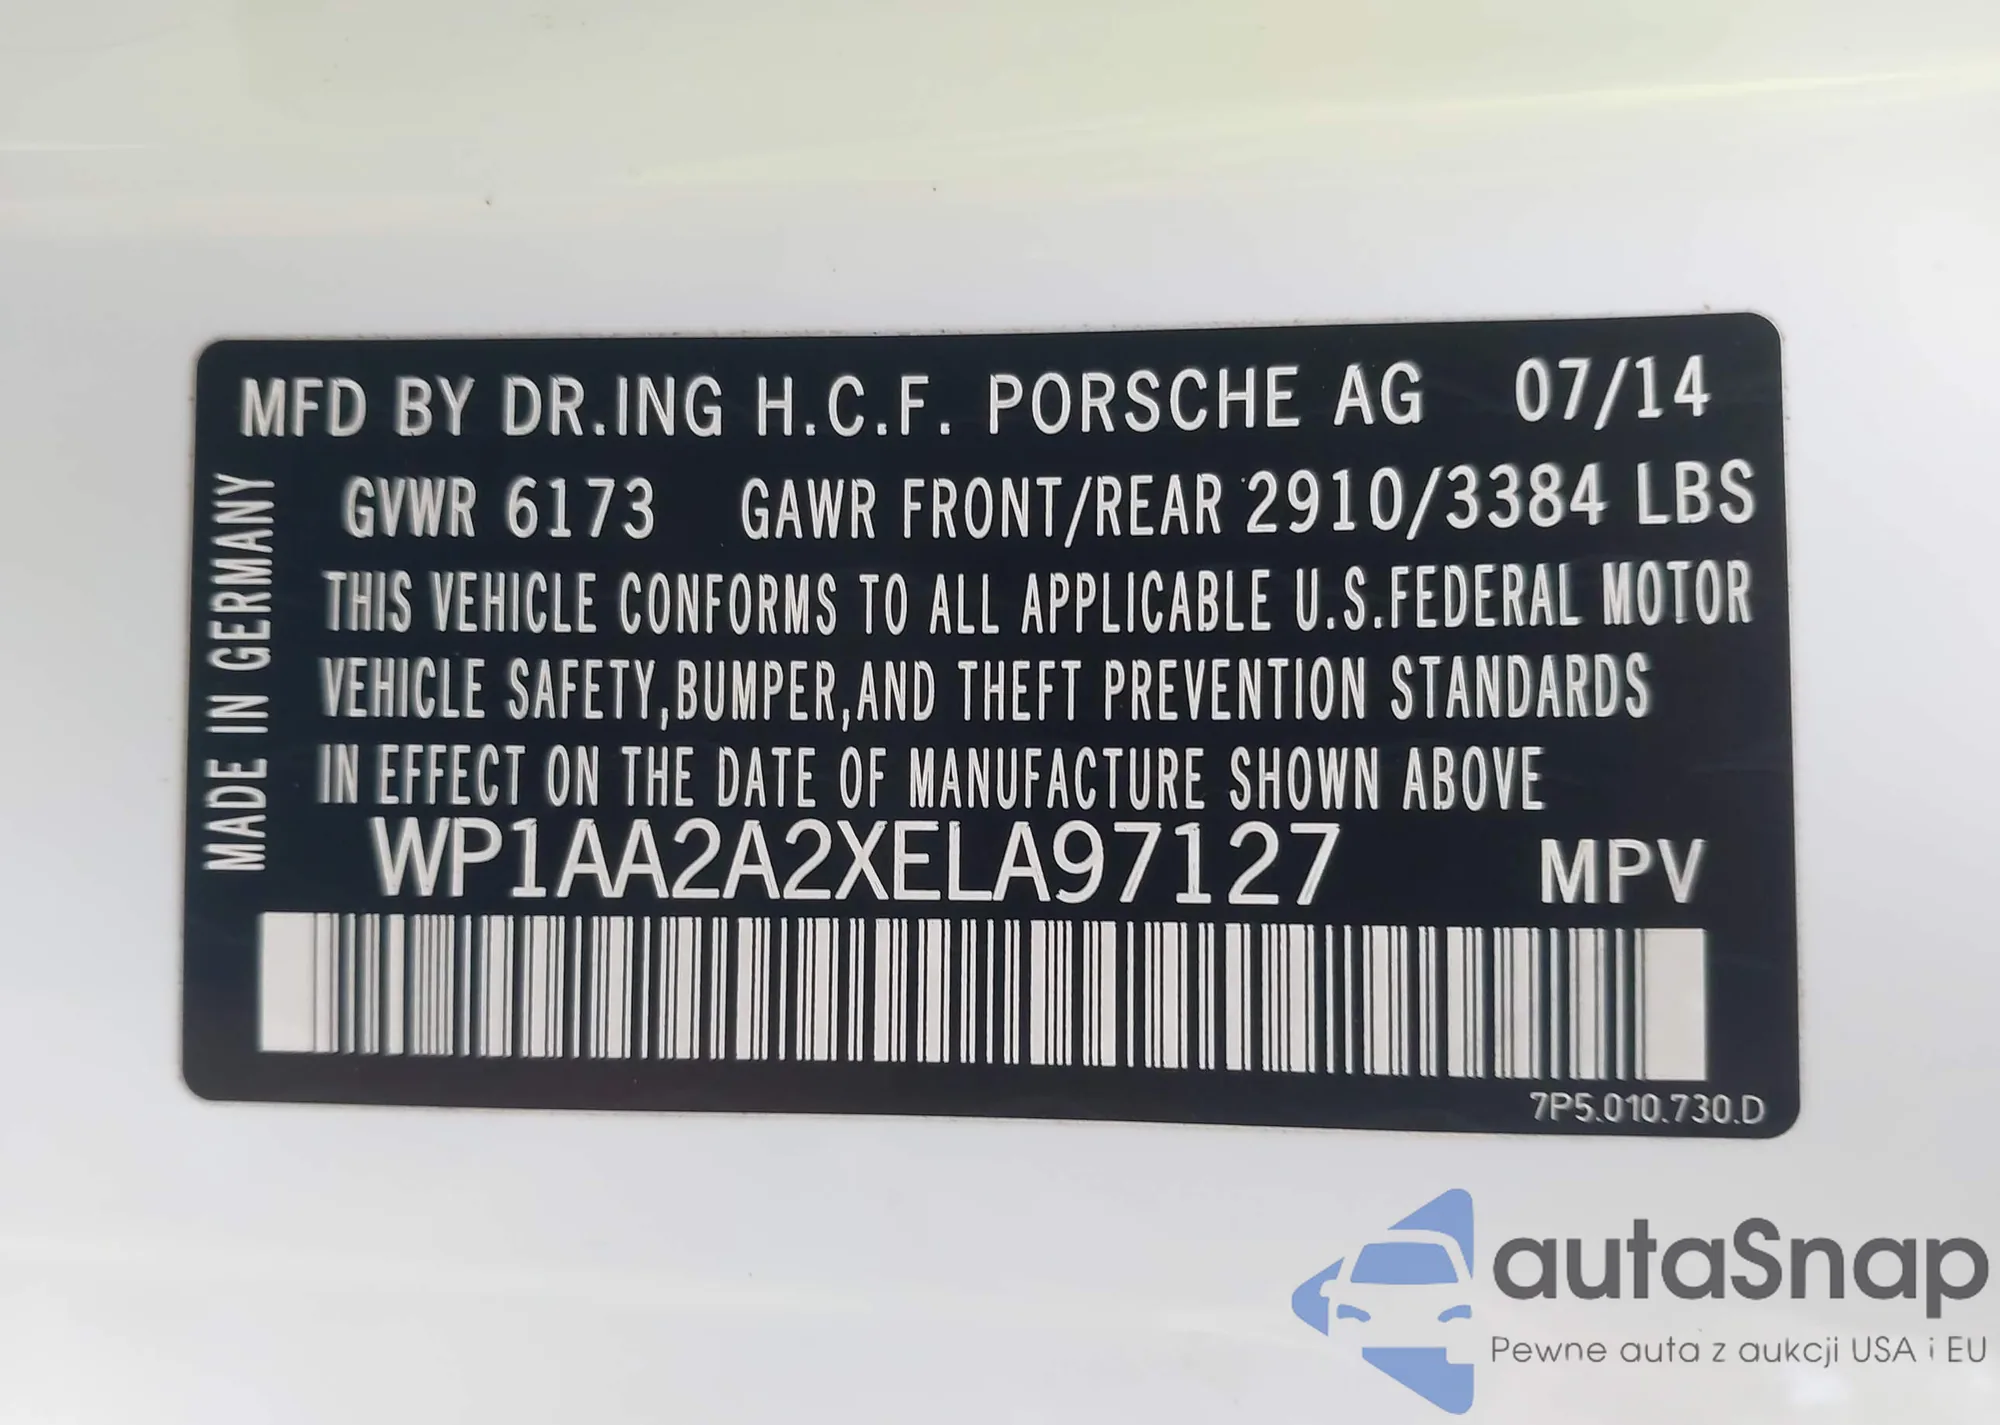 MFD BY DR.ING H.C.F. PORSCHE AG 07/14
GVWR 6173 GAWR FRONT/REAR 2910/3384 LBS
THIS VEHICLE CONFORMS TO ALL APPLICABLE U.S.FEDERAL MOTOR
VEHICLE SAFETY,BUMPER,AND THEFT PREVENTION STANDARDS
IN EFFECT ON THE DATE OF MANUFACTURE SHOWN ABOVE
WP1AA2A2XELA97127 MPV
MADE IN GERMANY
7P5.010.730.D
autaSnap
Pewne auta z aukcji USA i EU